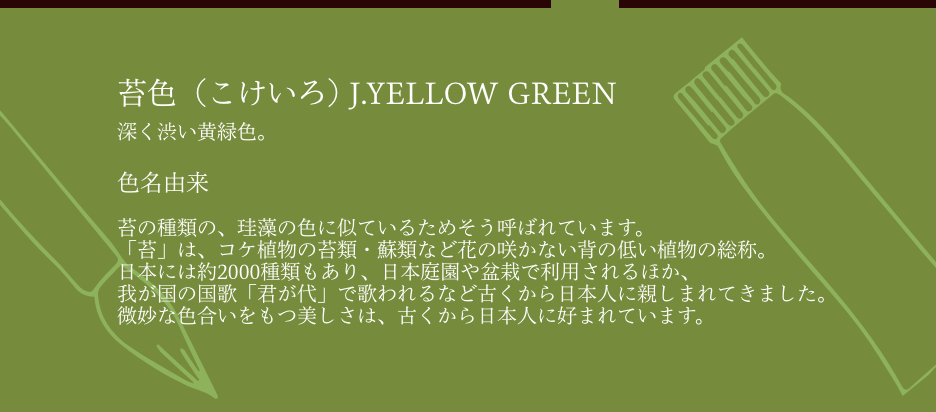 苔色（こけいろ）J.YELLOW GREEN
深く渋い黄緑色。
色名由来
苔の種類の、珪藻の色に似ているためそう呼ばれています。
「苔」は、コケ植物の苔類・蘇類など花の咲かない背の低い植物の総称。
日本には約2000種類もあり、日本庭園や盆栽で利用されるほか、
我が国の国歌「君が代」で歌われるなど古くから日本人に親しまれてきました。
微妙な色合いをもつ美しさは、古くから日本人に好まれています。